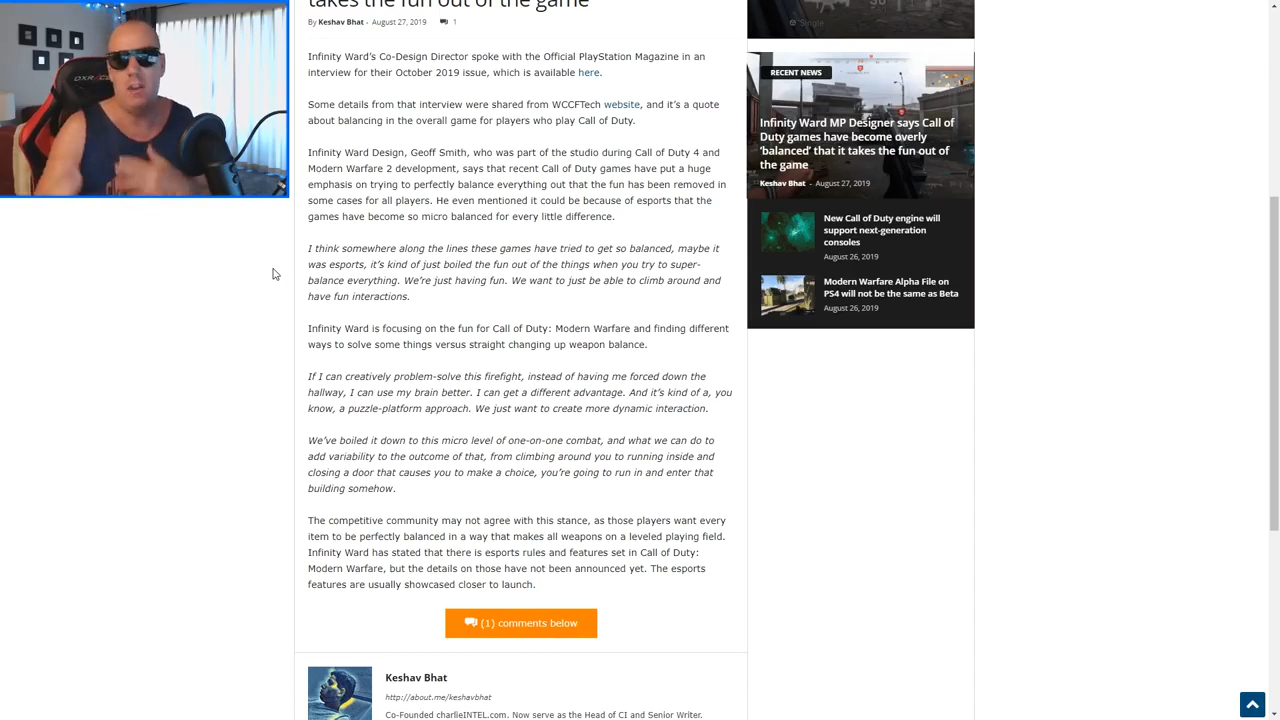 takes the fun out of the game
By Keshav Bhat - August 27, 2019 1
Infinity Ward's Co-Design Director spoke with the Official PlayStation Magazine in an
interview for their October 2019 issue, which is available here.
Some details from that interview were shared from WCCFTech website, and it's a quote
about balancing in the overall game for players who play Call of Duty.
Infinity Ward Design, Geoff Smith, who was part of the studio during Call of Duty 4 and
Modern Warfare 2 development, says that recent Call of Duty games have put a huge
emphasis on trying to perfectly balance everything out that the fun has been removed in
some cases for all players. He even mentioned it could be because of esports that the
games have become so micro balanced for every little difference.
I think somewhere along the lines these games have tried to get so balanced, maybe it
was esports, it's kind of just boiled the fun out of the things when you try to super-
balance everything. We're just having fun. We want to just be able to climb around and
have fun interactions.
Infinity Ward is focusing on the fun for Call of Duty: Modern Warfare and finding different
ways to solve some things versus straight changing up weapon balance.
If I can creatively problem-solve this firefight, instead of having me forced down the
hallway, I can use my brain better. I can get a different advantage. And it's kind of a, you
know, a puzzle-platform approach. We just want to create more dynamic interaction.
We've boiled it down to this micro level of one-on-one combat, and what we can do to
add variability to the outcome of that, from climbing around you to running inside and
closing a door that causes you to make a choice, you're going to run in and enter that
building somehow.
The competitive community may not agree with this stance, as those players want every
item to be perfectly balanced in a way that makes all weapons on a leveled playing field.
Infinity Ward has stated that there is esports rules and features set in Call of Duty:
Modern Warfare, but the details on those have not been announced yet. The esports
features are usually showcased closer to launch.
(1) comments below
Keshav Bhat
http://about.me/keshavbhat
Co-Founded charlieINTEL.com. Now serve as the Head of CI and Senior Writer.
Single
RECENT NEWS
Infinity Ward MP Designer says Call of
Duty games have become overly
'balanced' that it takes the fun out of
the game
Keshav Bhat - August 27, 2019
New Call of Duty engine will
support next-generation
consoles
August 26, 2019
Modern Warfare Alpha File on
PS4 will not be the same as Beta
August 26, 2019
DXRACER